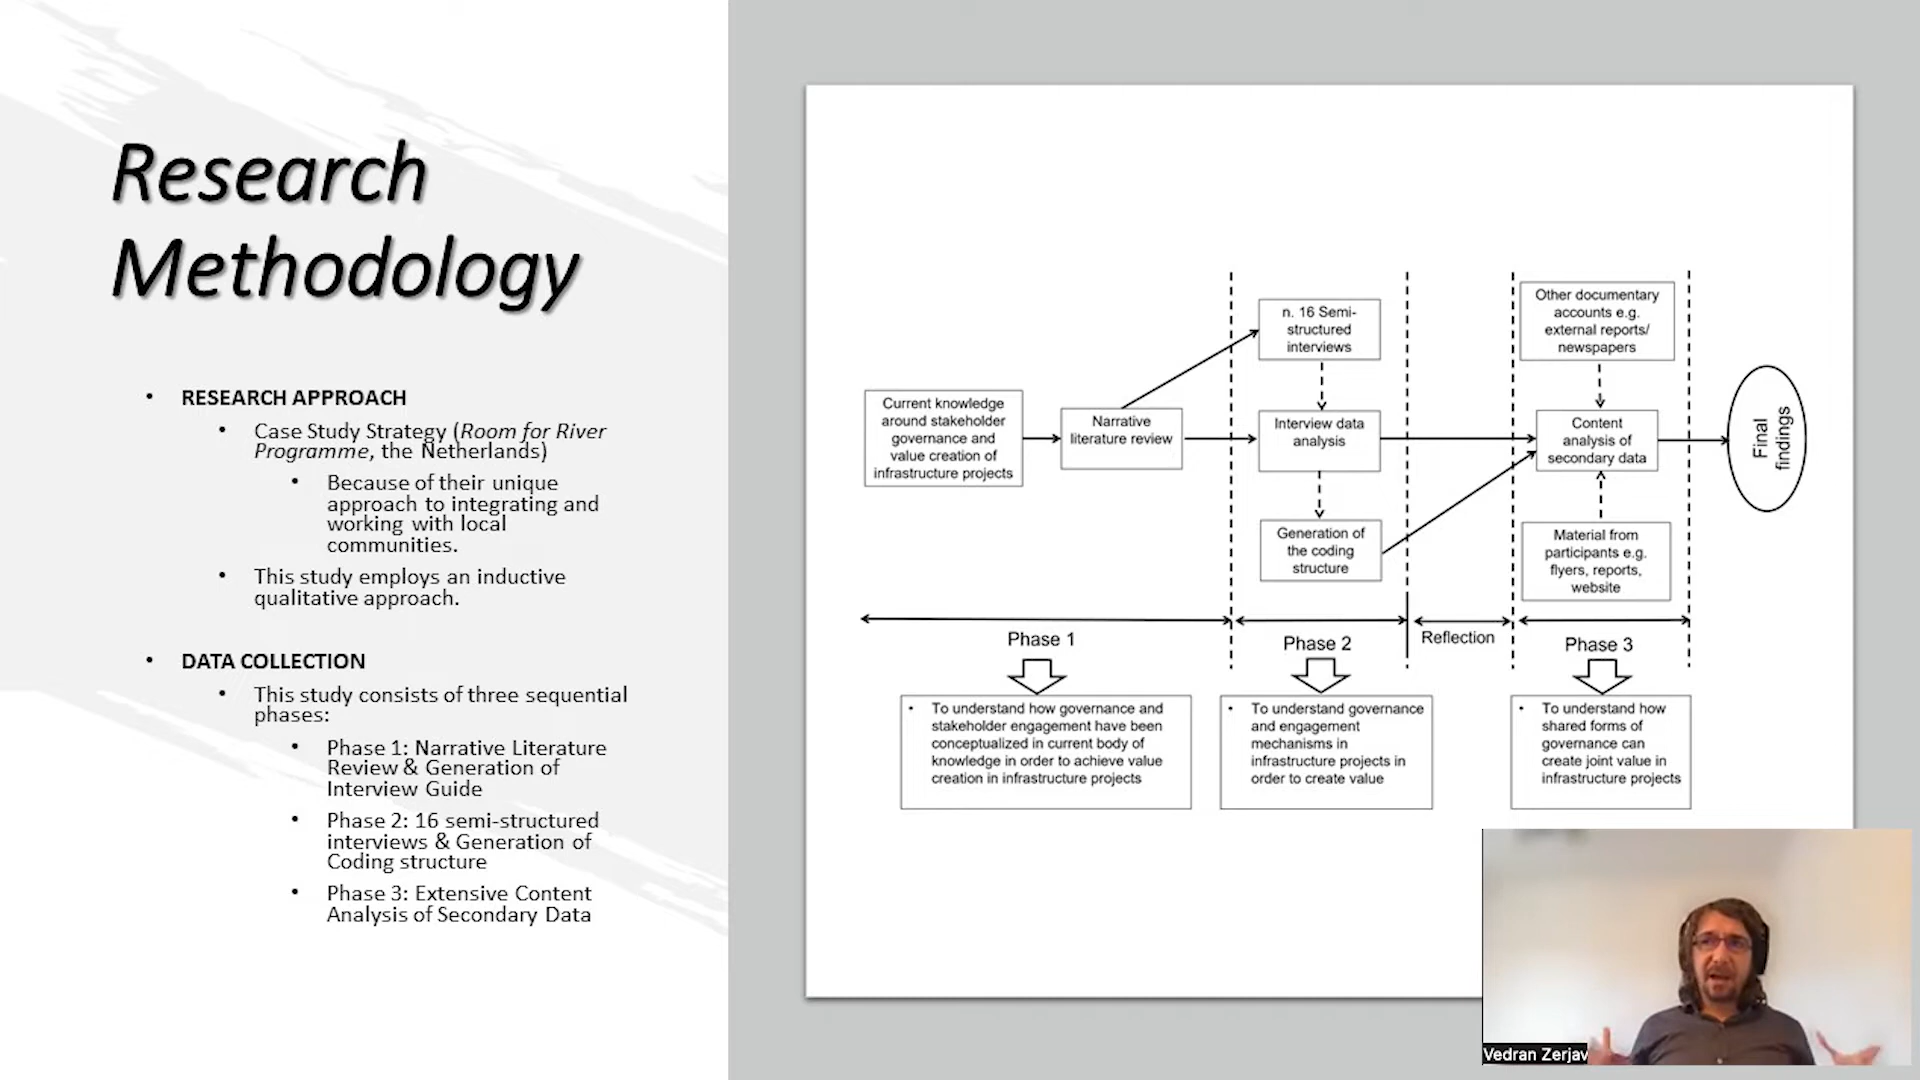 Research
Methodology
• RESEARCH APPROACH
• Case Study Strategy (Room for River
Programme, the Netherlands)
• Because of their unique
approach to integrating and
working with local
communities.
• This study employs an inductive
qualitative approach.
• DATA COLLECTION
• This study consists of three sequential
phases:
• Phase 1: Narrative Literature
Review & Generation of
Interview Guide
• Phase 2: 16 semi-structured
interviews & Generation of
Coding structure
• Phase 3: Extensive Content
Analysis of Secondary Data
Current knowledge
around stakeholder
governance and
value creation of
infrastructure projects
Narrative
literature review
n. 16 Semi-
structured
interviews
Interview data
analysis
Generation of
the coding
structure
Other documentary
accounts e.g.
external reports/
newspapers
Content
analysis of
secondary data
Material from
participants e.g.
flyers, reports,
website
Final
findings
Phase 1
Phase 2
Reflection
Phase 3
• To understand how governance and
stakeholder engagement have been
conceptualized in current body of
knowledge in order to achieve value
creation in infrastructure projects
• To understand governance
and engagement
mechanisms in
infrastructure projects in
order to create value
• To understand how
shared forms of
governance can
create joint value in
infrastructure projects
Vedran Zerjav